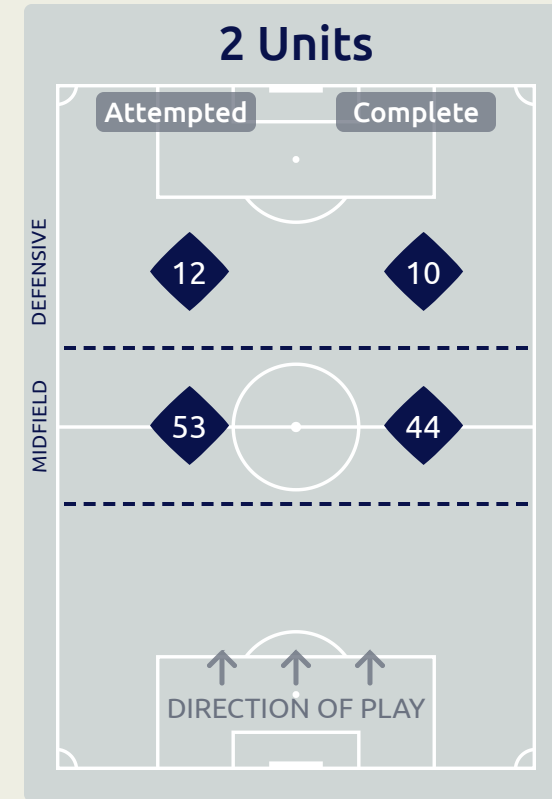 2 Units
Attempted Complete
DEFENSIVE
12 10
MIDFIELD
53 44
DIRECTION OF PLAY